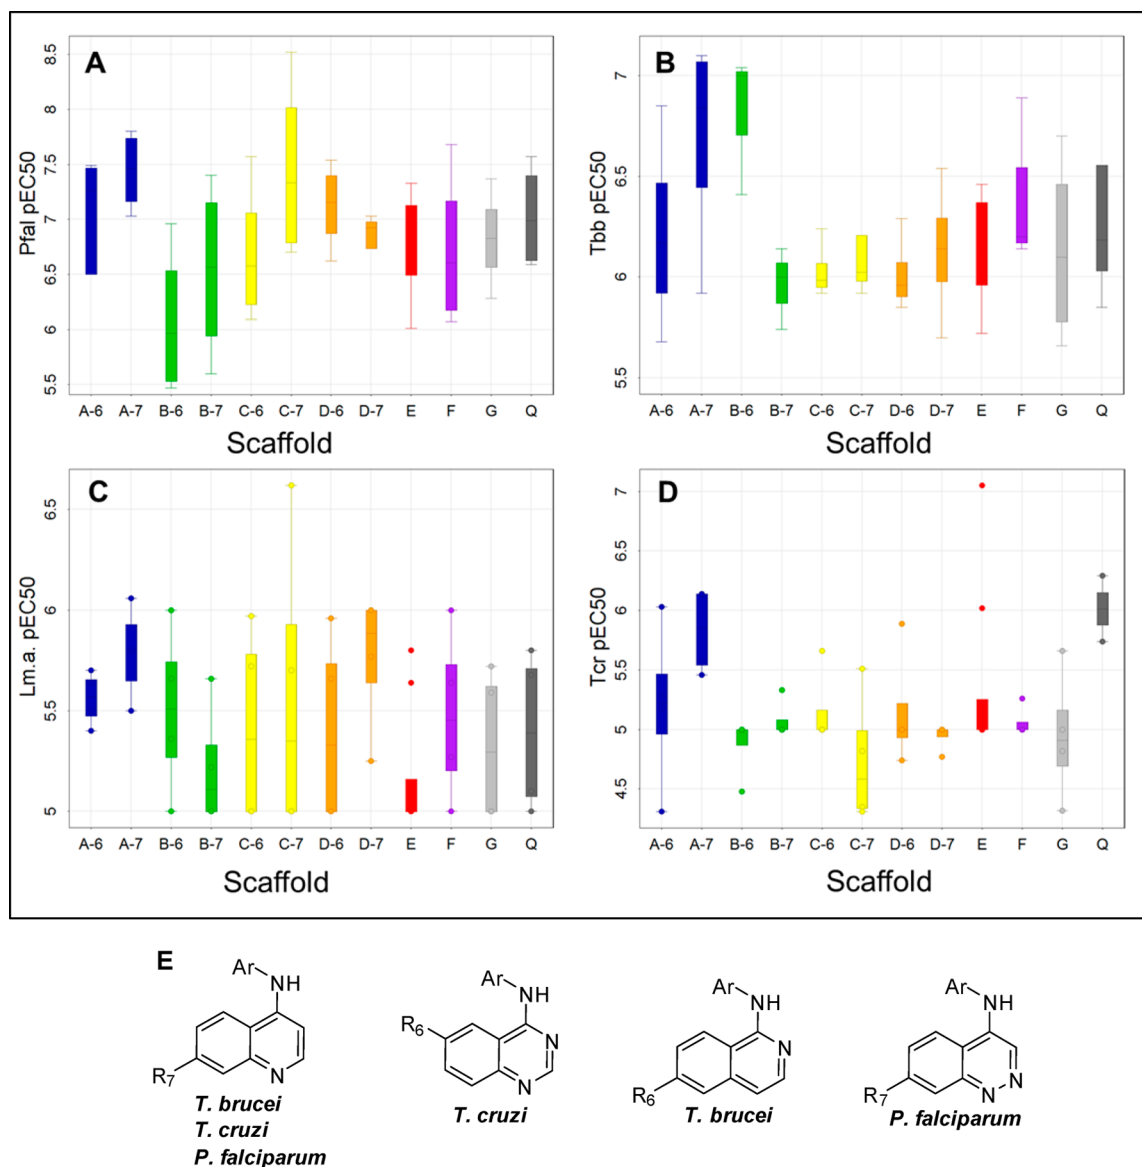 A
Pfal pEC50
8.5
8
7.5
7
6.5
6
5.5
A-6 A-7 B-6 B-7 C-6 C-7 D-6 D-7 E F G Q
Scaffold
B
Tbb pEC50
7
6.5
6
5.5
A-6 A-7 B-6 B-7 C-6 C-7 D-6 D-7 E F G Q
Scaffold
C
Lm.a. pEC50
6.5
6
5.5
5
A-6 A-7 B-6 B-7 C-6 C-7 D-6 D-7 E F G Q
Scaffold
D
Tcr pEC50
7
6.5
6
5.5
5
4.5
A-6 A-7 B-6 B-7 C-6 C-7 D-6 D-7 E F G Q
Scaffold
E
Ar
NH
R7
N
T. brucei
T. cruzi
P. falciparum
Ar
NH
R6
N
N
T. cruzi
Ar
NH
N
R6
T. brucei
Ar
NH
R7
N
N
P. falciparum